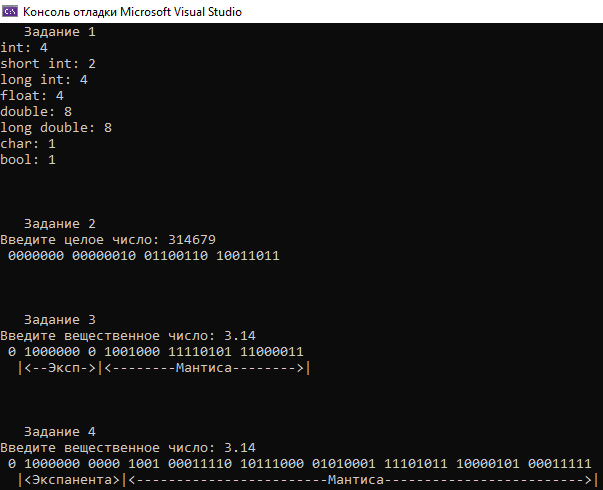 Консоль отладки Microsoft Visual Studio
Задание 1
int: 4
short int: 2
long int: 4
float: 4
double: 8
long double: 8
char: 1
bool: 1
Задание 2
Введите целое число: 314679
0000000 00000010 01100110 10011011
Задание 3
Введите вещественное число: 3.14
0 1000000 0 1001000 11110101 11000011
|<--Эксп->|<--------Мантиса-------->|
Задание 4
Введите вещественное число: 3.14
0 1000000 0000 1001 00011110 10111000 01010001 11101011 10000101 00011111
|<Экспанента>|<------------------------Мантиса------------------------->|